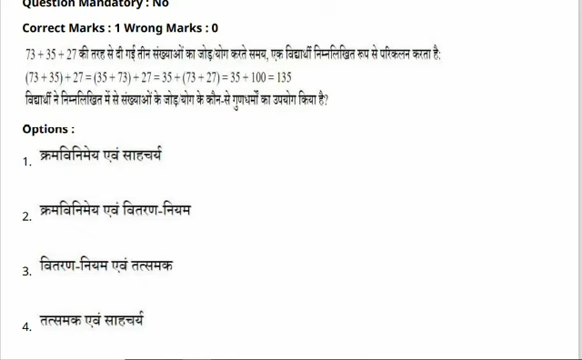 Question Mandatory : No
Correct Marks : 1 Wrong Marks : 0
73 + 35 + 27 की तरह से दी गई तीन संख्याओं का जोड़/योग करते समय, एक विद्यार्थी निम्नलिखित रूप से परिकलन करता है:
(73 + 35) + 27 = (35 + 73) + 27 = 35 + (73 + 27) = 35 + 100 = 135
विद्यार्थी ने निम्नलिखित में से संख्याओं के जोड़/योग के कौन-से गुणधर्मों का उपयोग किया है?
Options :
1. क्रमविनिमेय एवं साहचर्य
2. क्रमविनिमेय एवं वितरण-नियम
3. वितरण-नियम एवं तत्समक
4. तत्समक एवं साहचर्य